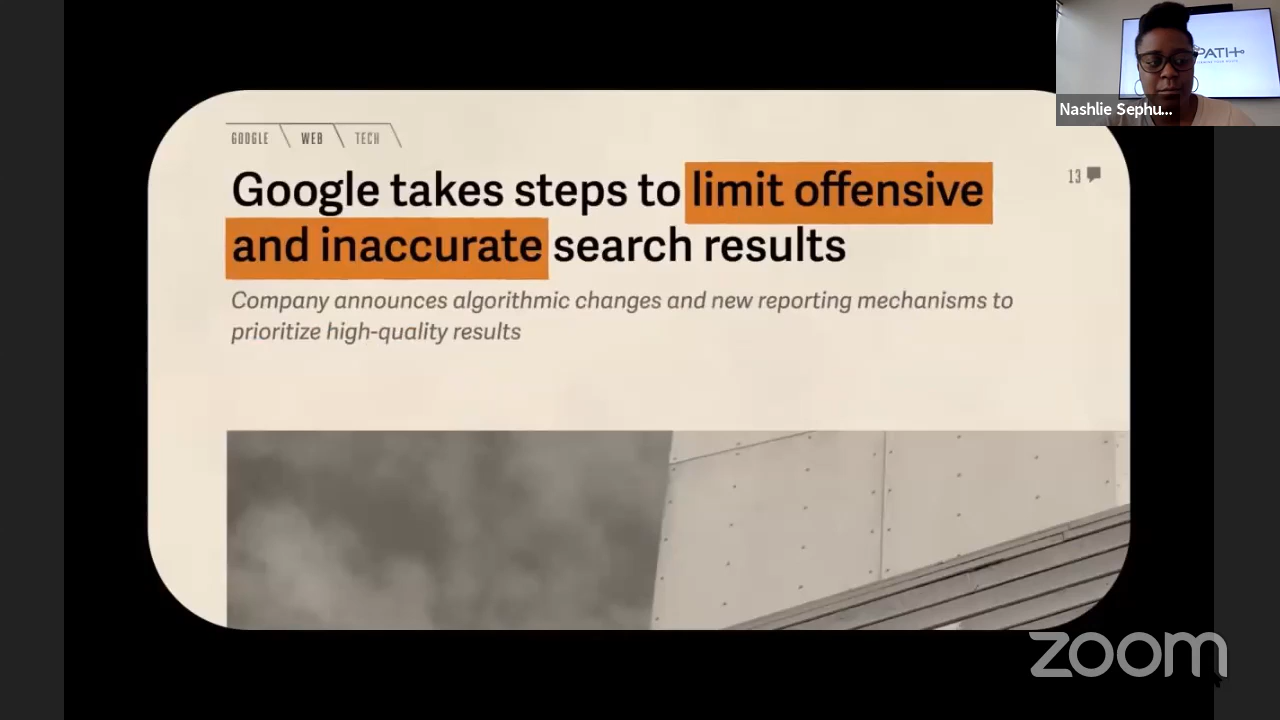 PATH
Nashlie Sephu...
GOOGLE WEB TECH
13
Google takes steps to limit offensive
and inaccurate search results
Company announces algorithmic changes and new reporting mechanisms to
prioritize high-quality results
zoom